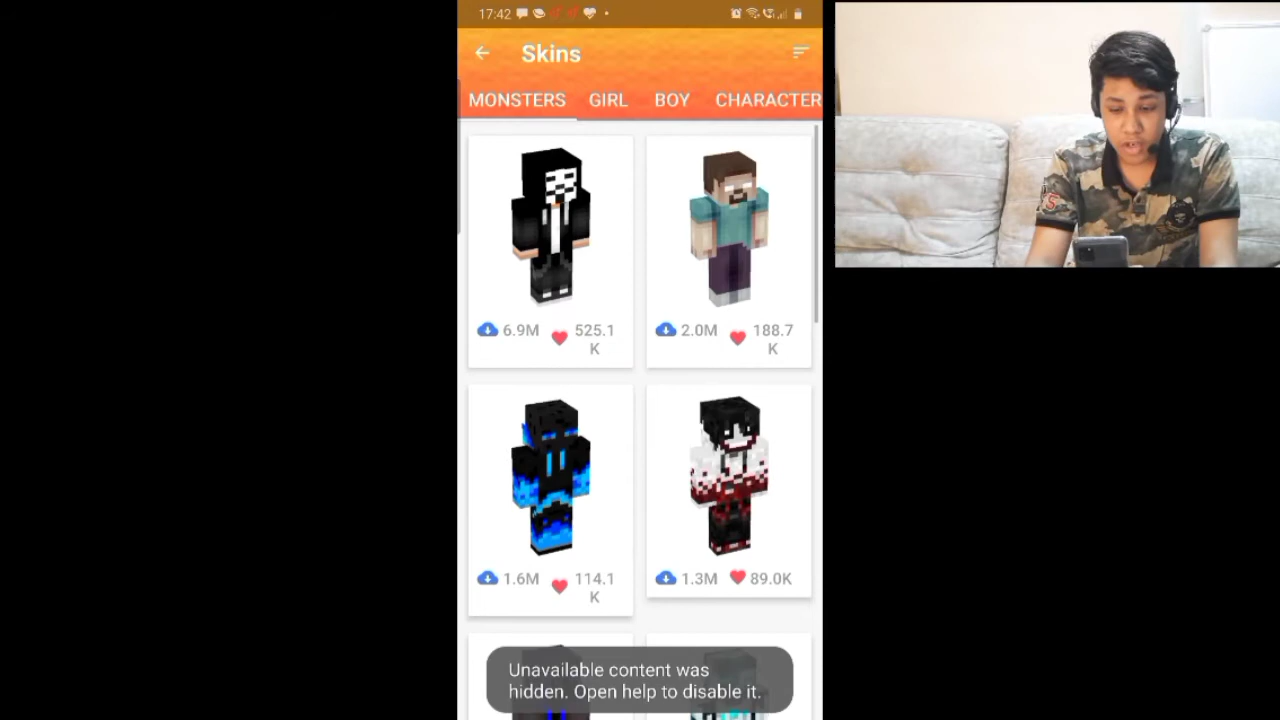 17:42
Skins
MONSTERS GIRL BOY CHARACTER
6.9M 525.1
K
2.0M 188.7
K
1.6M 114.1
K
1.3M 89.0K
Unavailable content was
hidden. Open help to disable it.
S